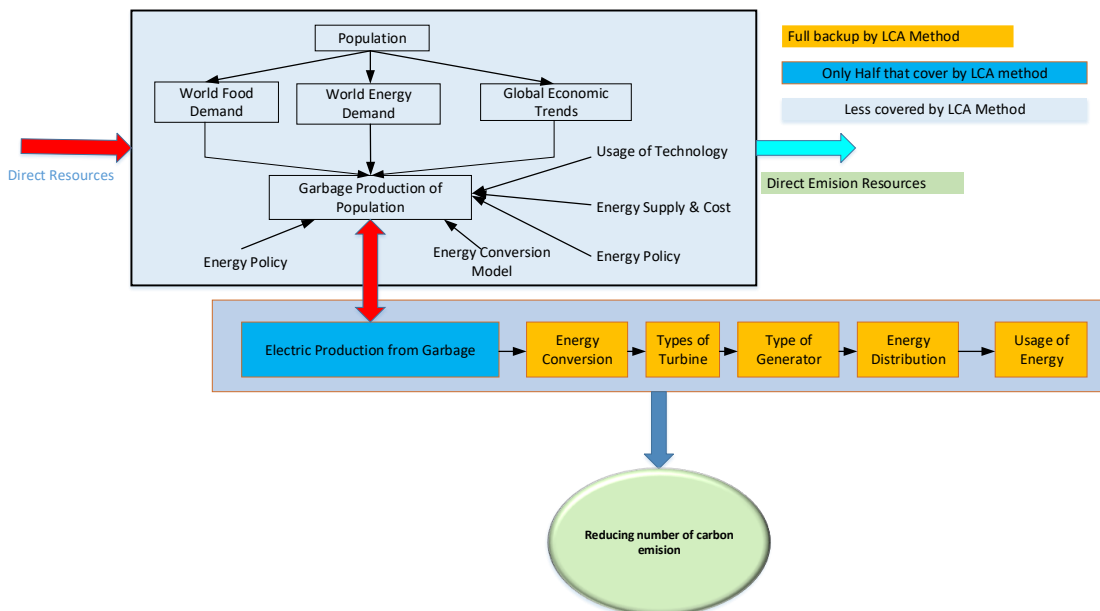 Population
World Food
Demand
World Energy
Demand
Global Economic
Trends
Full backup by LCA Method
Only Half that cover by LCA method
Less covered by LCA Method
Direct Resources
Usage of Technology
Garbage Production of
Population
Energy Supply & Cost
Direct Emision Resources
Energy Policy
Energy Conversion
Model
Energy Policy
Electric Production from Garbage
Energy
Conversion
Types of
Turbine
Type of
Generator
Energy
Distribution
Usage of
Energy
Reducing number of carbon
emision